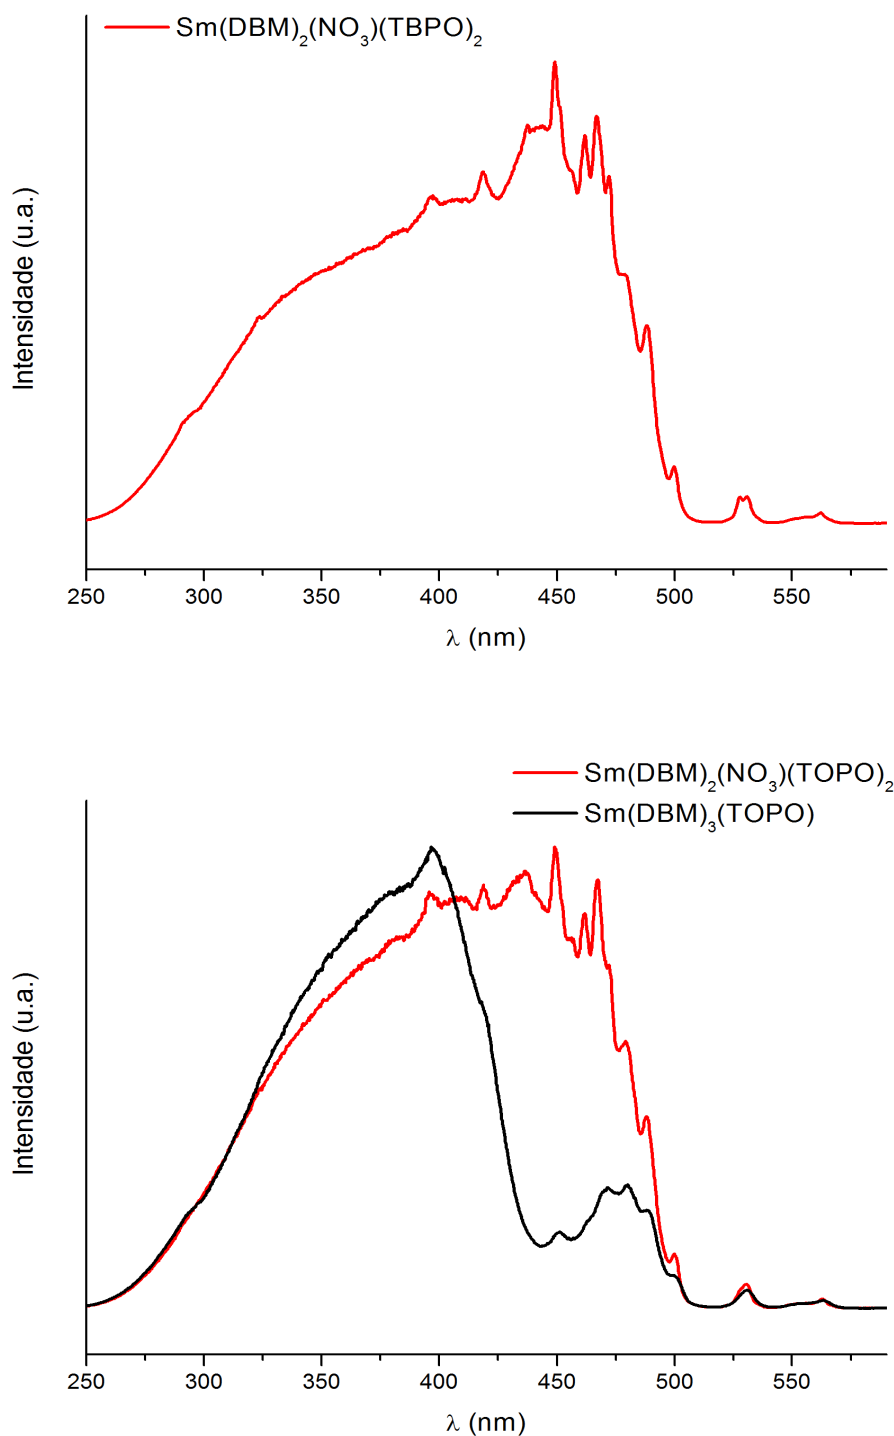 Sm(DBM)₂(NO₃)(TBPO)₂
Intensidade (u.a.)
250 300 350 400 450 500 550
λ (nm)
Sm(DBM)₂(NO₃)(TOPO)₂
Sm(DBM)₃(TOPO)
Intensidade (u.a.)
250 300 350 400 450 500 550
λ (nm)